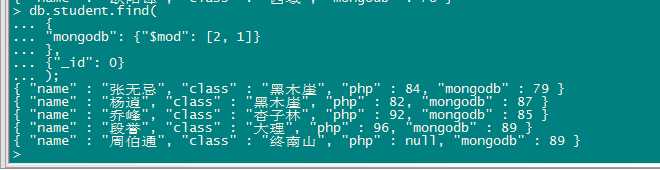 > db.student.find(
... {
... "mongodb": {"$mod": [2, 1]}
... },
... {"_id": 0}
... );
{ "name" : "张无忌", "class" : "黑木崖", "php" : 84, "mongodb" : 79 }
{ "name" : "杨逍", "class" : "黑木崖", "php" : 82, "mongodb" : 87 }
{ "name" : "乔峰", "class" : "杏子林", "php" : 92, "mongodb" : 85 }
{ "name" : "段誉", "class" : "大理", "php" : 96, "mongodb" : 89 }
{ "name" : "周伯通", "class" : "终南山", "php" : null, "mongodb" : 89 }
>